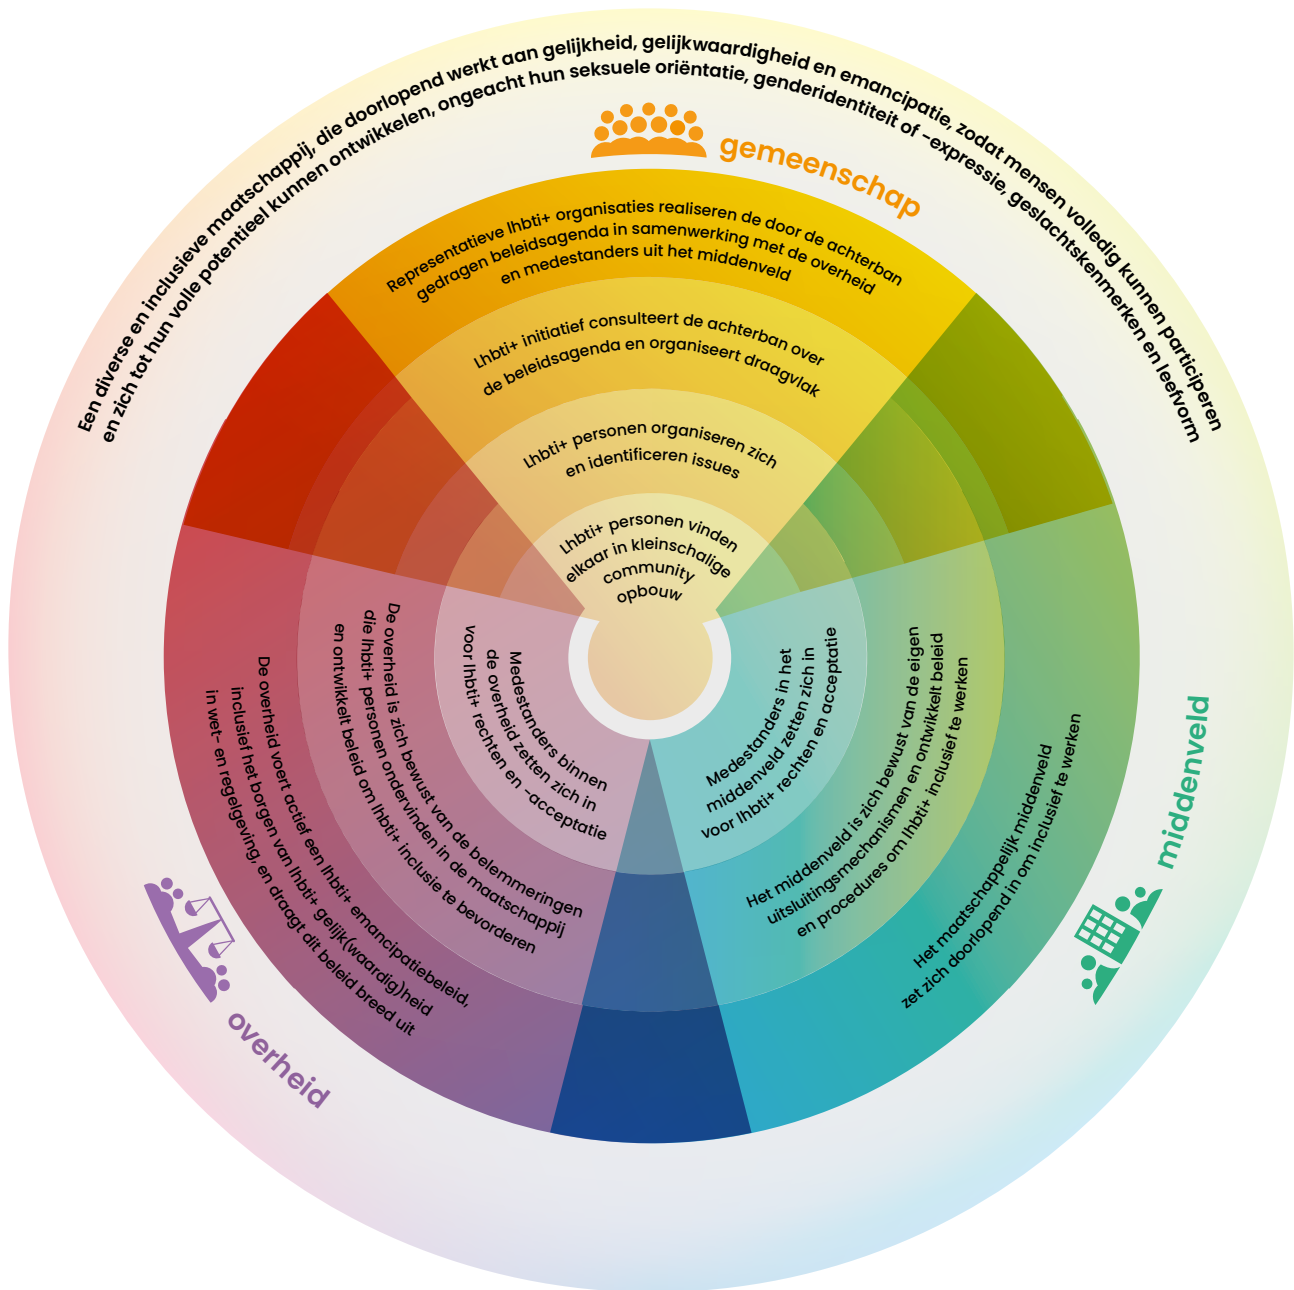 Een diverse en inclusieve maatschappij, die doorlopend werkt aan gelijkheid, gelijkwaardigheid en emancipatie, zodat mensen volledig kunnen participeren
en zich tot hun volle potentieel kunnen ontwikkelen, ongeacht hun seksuele oriëntatie, genderidentiteit of -expressie, geslachtskenmerken en leefvorm
gemeenschap
Representatieve lhbti+ organisaties realiseren de door de achterban
gedragen beleidsagenda in samenwerking met de overheid
en medestanders uit het middenveld
Lhbti+ initiatief consulteert de achterban over
de beleidsagenda en organiseert draagvlak
Lhbti+ personen organiseren zich
en identificeren issues
Lhbti+ personen vinden
elkaar in kleinschalige
community
opbouw
middenveld
Medestanders in het
middenveld zetten zich in
voor lhbti+ rechten en acceptatie
Het middenveld is zich bewust van de eigen
uitsluitingsmechanismen en ontwikkelt beleid
en procedures om lhbti+ inclusief te werken
Het maatschappelijk middenveld
zet zich doorlopend in om inclusief te werken
overheid
Medestanders binnen
de overheid zetten zich in
voor lhbti+ rechten en -acceptatie
De overheid is zich bewust van de belemmeringen
die lhbti+ personen ondervinden in de maatschappij
en ontwikkelt beleid om lhbti+ inclusie te bevorderen
De overheid voert actief een lhbti+ emancipatiebeleid,
inclusief het borgen van lhbti+ gelijk(waardig)heid
in wet- en regelgeving, en draagt dit beleid breed uit